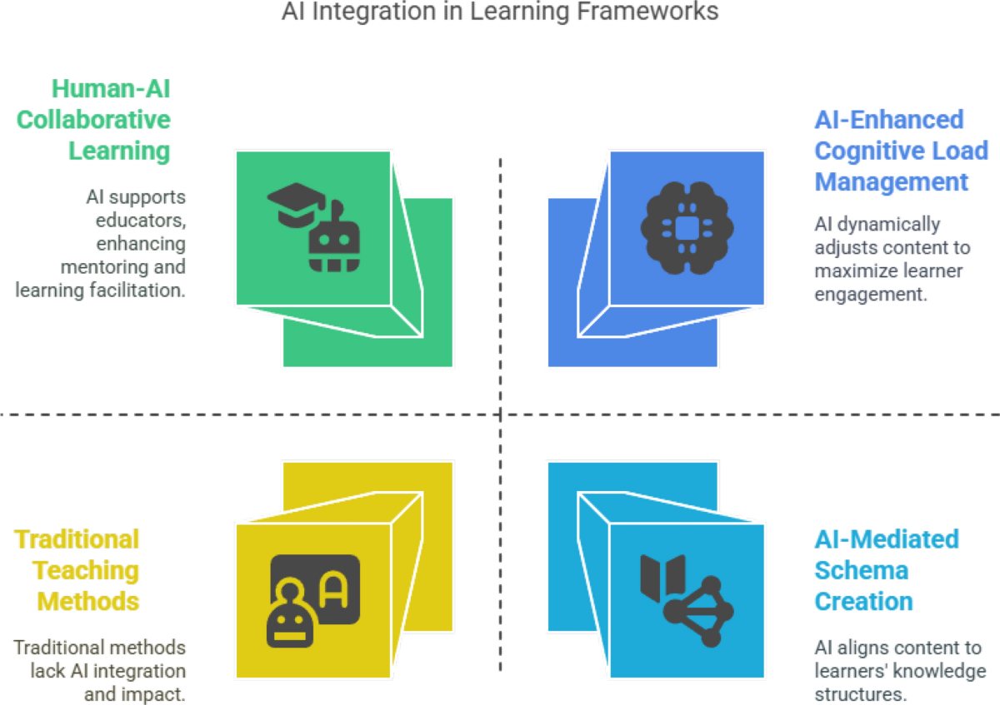 AI Integration in Learning Frameworks
Human-AI
Collaborative
Learning
AI supports
educators,
enhancing
mentoring and
learning facilitation.
AI-Enhanced
Cognitive Load
Management
AI dynamically
adjusts content to
maximize learner
engagement.
Traditional
Teaching
Methods
Traditional methods
lack AI integration
and impact.
A
AI-Mediated
Schema
Creation
AI aligns content to
learners' knowledge
structures.